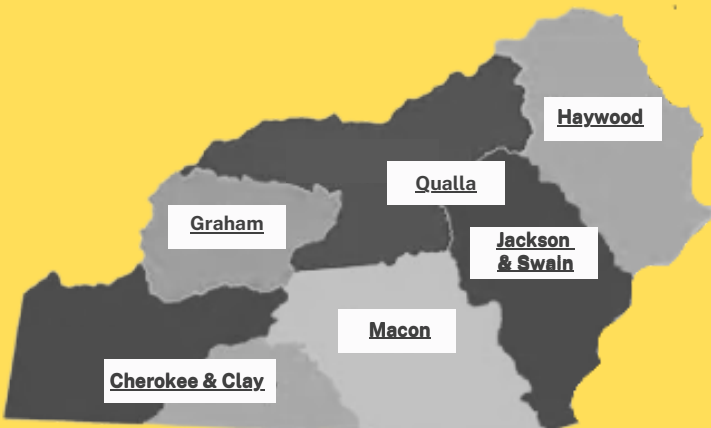 Haywood
Qualla
Graham
Jackson
& Swain
Macon
Cherokee & Clay